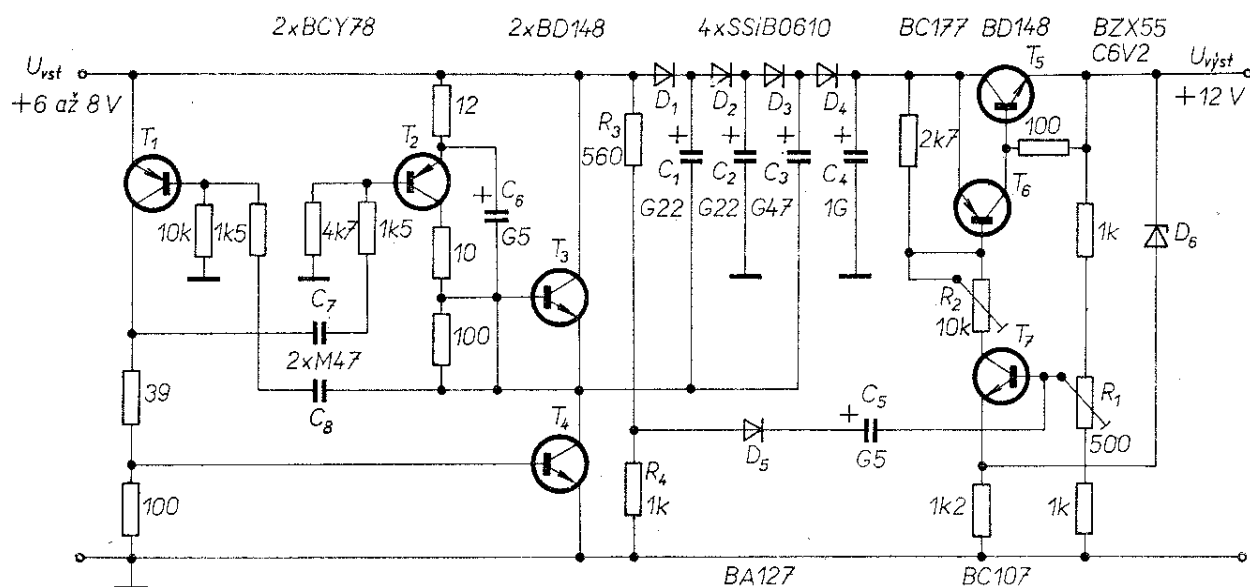 2xBCY78 2xBD148 4xSSiB0610 BC177 BD148 BZX55
C6V2
Uvst Uvýst
+6 až 8V +12 V
T5
12 D1 D2 D3 D4
T1 T2 R3 560 2k7 100
+ + + +
C1 C2 C3 C4
G22 G22 G47 1G
T6
10k 1k5 4k7 1k5 + C6 G5
1k D6
10 T3
C7 R2 10k
100 T7
2xM47
39 C8 + C5 R1
T4 D5 G5 500
100 R4 1k 1k2 1k
BA127 BC107